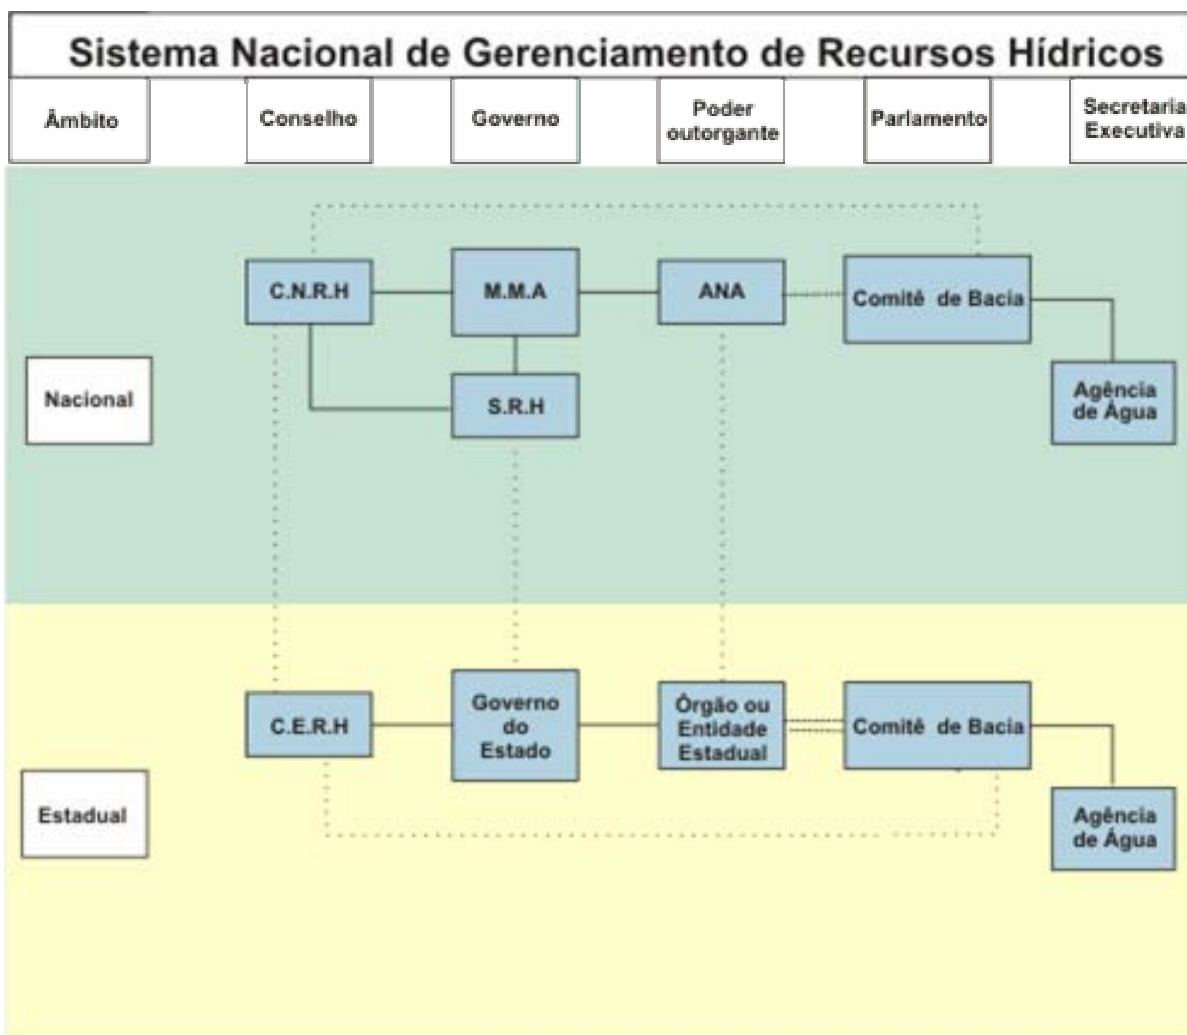 Sistema Nacional de Gerenciamento de Recursos Hídricos
Âmbito
Conselho
Governo
Poder
outorgante
Parlamento
Secretaria
Executiva
Nacional
C.N.R.H
M.M.A
S.R.H
ANA
Comitê de Bacia
Agência
de Água
Estadual
C.E.R.H
Governo
do
Estado
Órgão ou
Entidade
Estadual
Comitê de Bacia
Agência
de Água